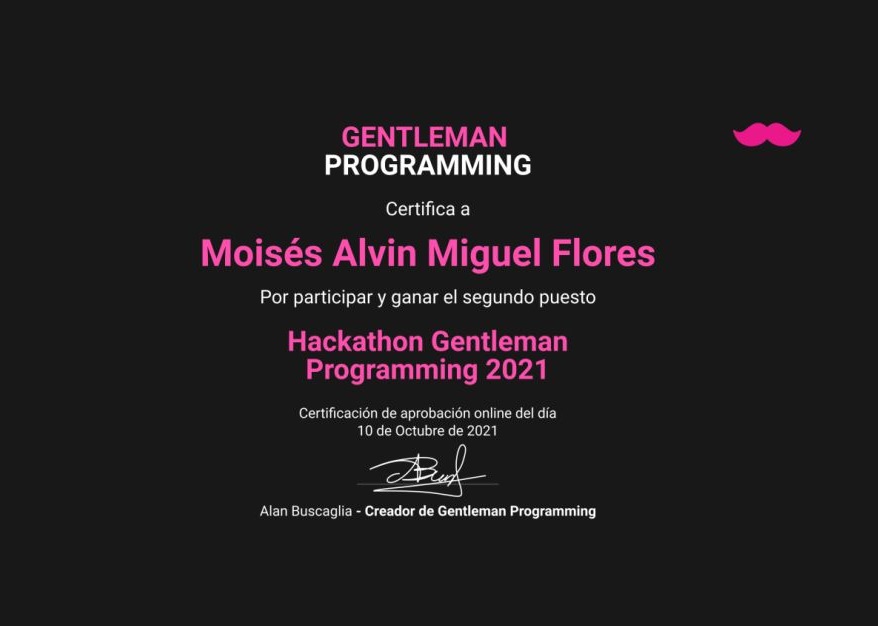 GENTLEMAN
PROGRAMMING
Certifica a
Moisés Alvin Miguel Flores
Por participar y ganar el segundo puesto
Hackathon Gentleman
Programming 2021
Certificación de aprobación online del día
10 de Octubre de 2021
Alan Buscaglia - Creador de Gentleman Programming